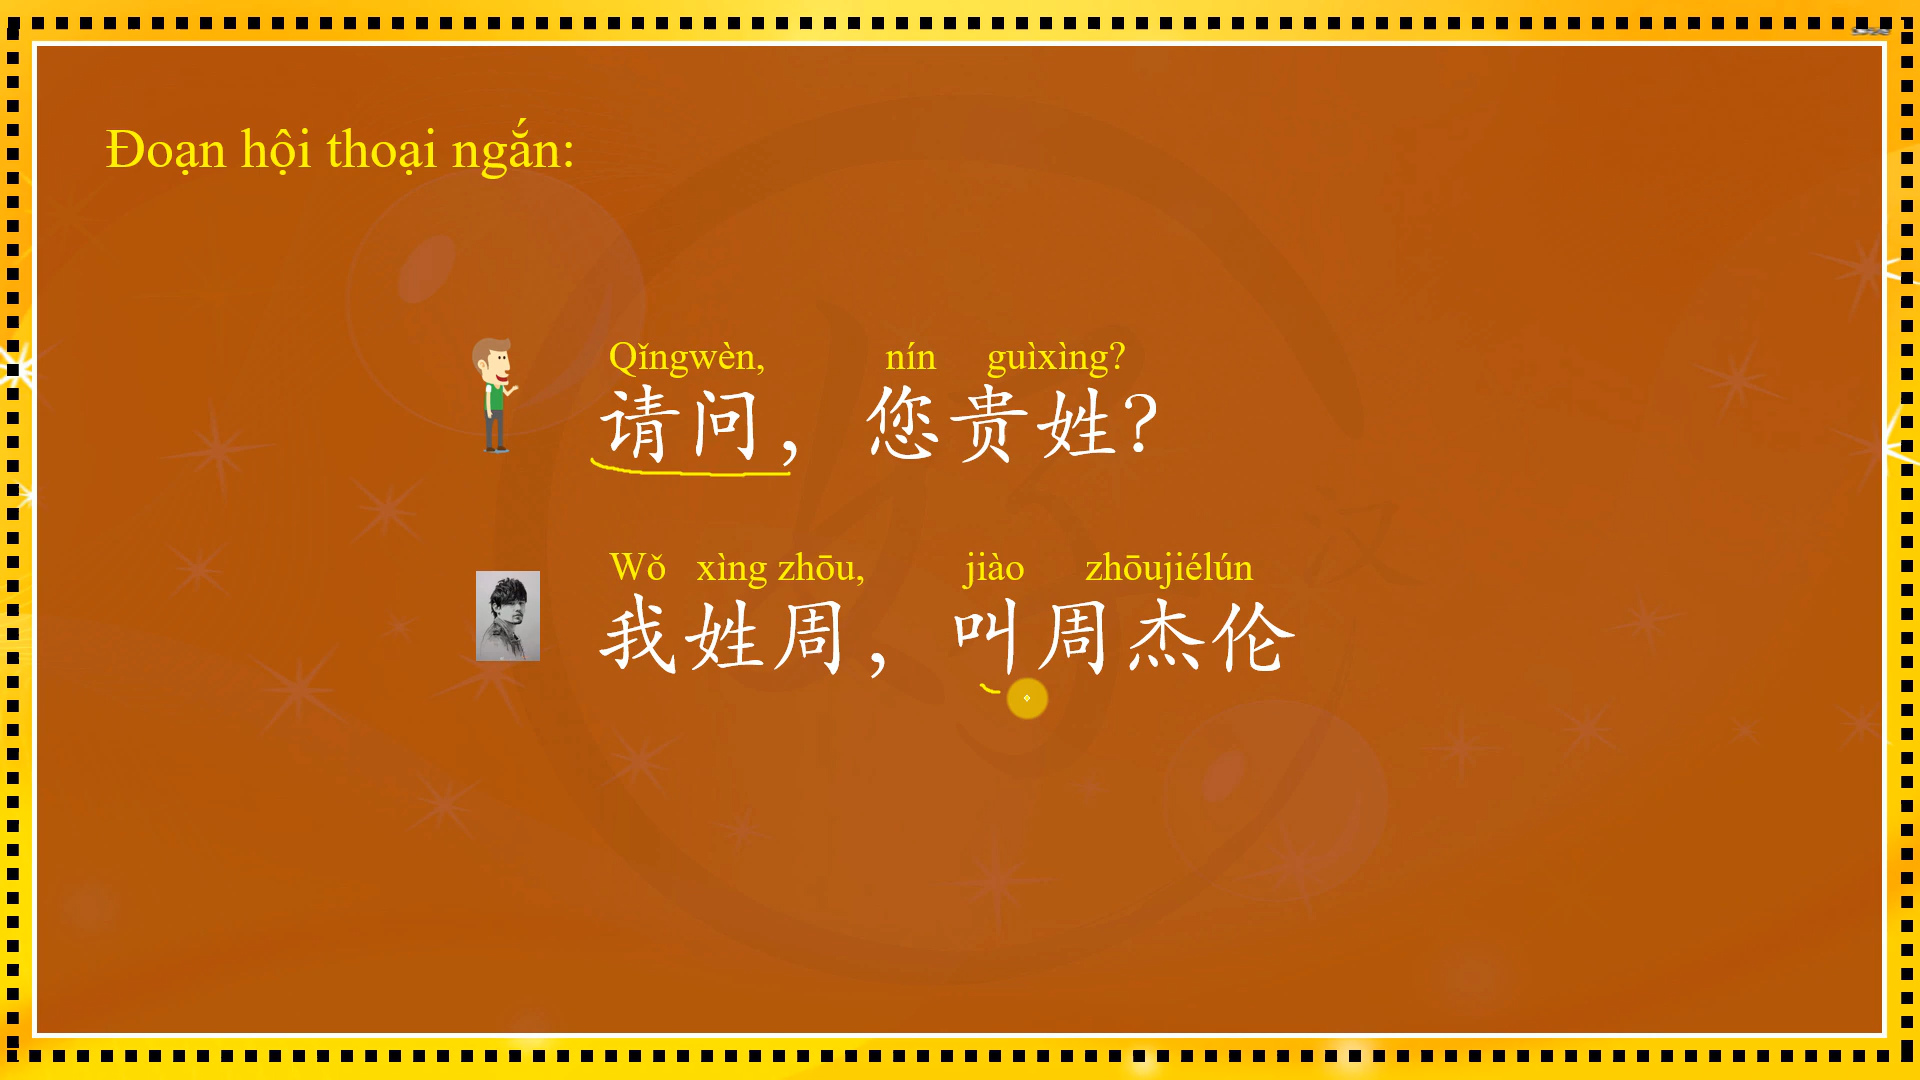 Đoạn hội thoại ngắn:
Qǐngwèn, nín guìxìng?
请问，您贵姓？
Wǒ xìng zhōu, jiào zhōujiélún
我姓周，叫周杰伦
汉